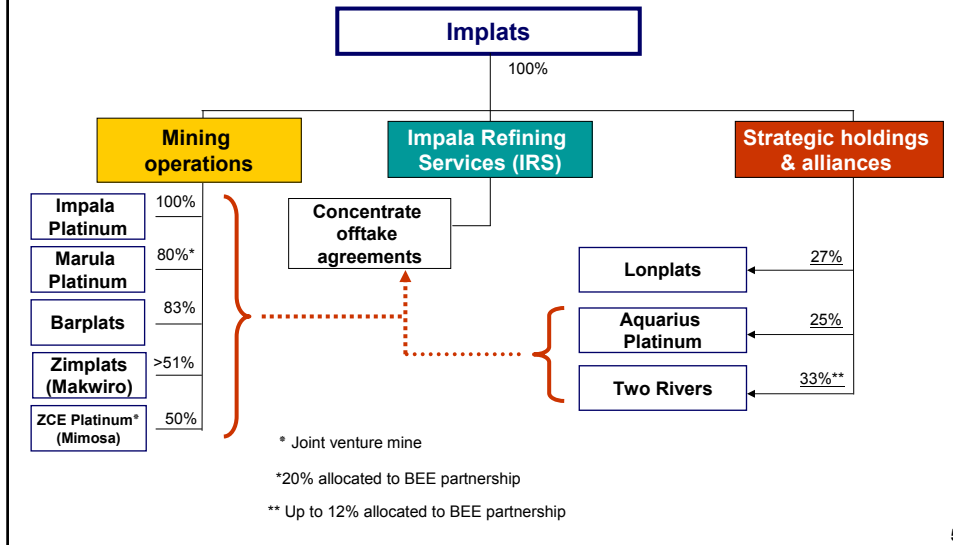 Implats
100%
Mining
operations
Impala Refining
Services (IRS)
Strategic holdings
& alliances
Impala
Platinum
100%
Marula
Platinum
80%*
Barplats
83%
Zimplats
(Makwiro)
>51%
ZCE Platinum*
(Mimosa)
50%
Concentrate
offtake
agreements
Lonplats
27%
Aquarius
Platinum
25%
Two Rivers
33%**
* Joint venture mine
*20% allocated to BEE partnership
** Up to 12% allocated to BEE partnership
5